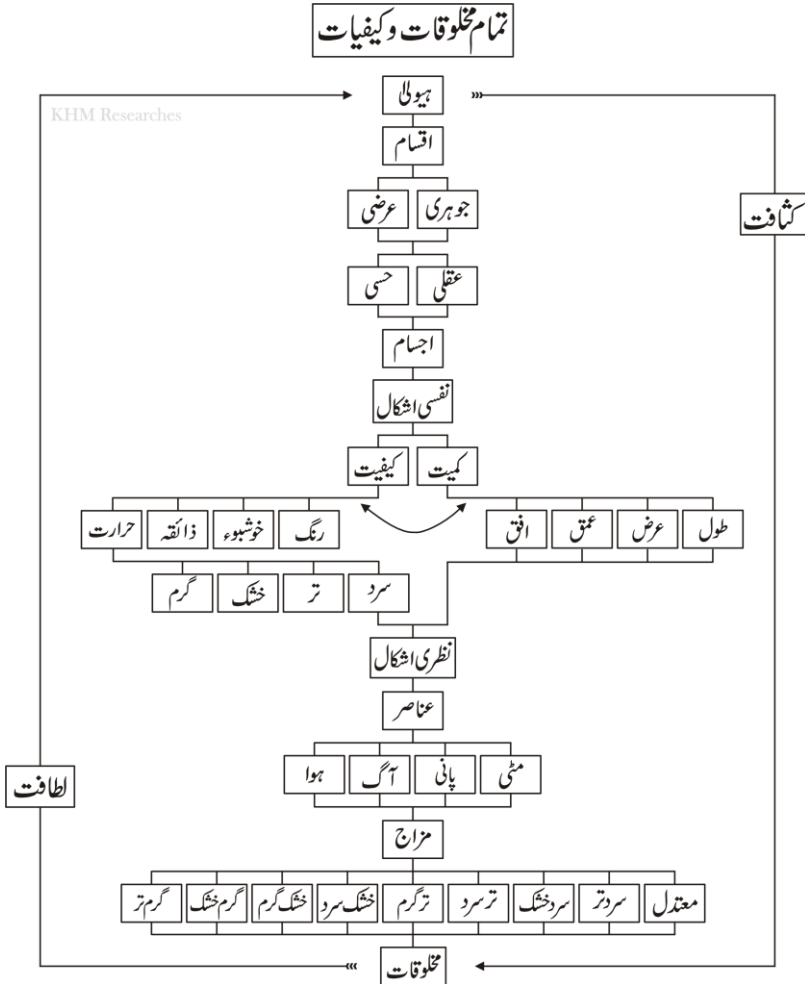 تمام مخلوقات و کیفیات
ہیولیٰ
KHM Researches
اقسام
جوہری عرضی
کثافت
عقلی حسی
اجسام
نفسی اشکال
کمیت کیفیت
طول عرض عمق افق رنگ خوشبوء ذائقہ حرارت
سرد تر خشک گرم
نظری اشکال
عناصر
مٹی پانی آگ ہوا
لطافت
مزاج
معتدل سرد تر سرد خشک تر سرد تر گرم خشک سرد خشک گرم گرم خشک گرم تر
مخلوقات